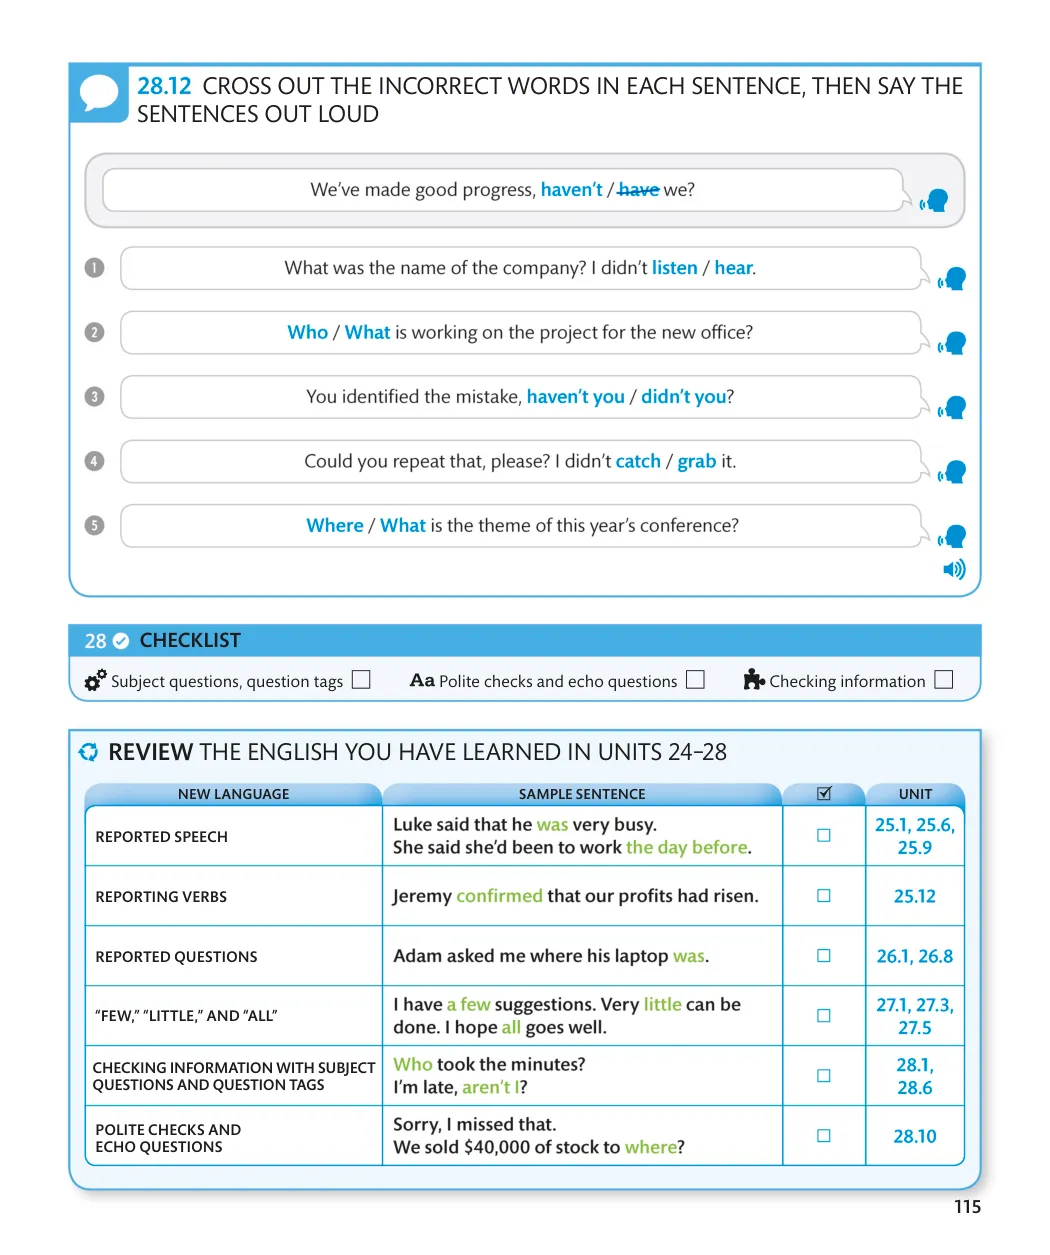 28.12 CROSS OUT THE INCORRECT WORDS IN EACH SENTENCE, THEN SAY THE
SENTENCES OUT LOUD
We’ve made good progress, haven’t / have we?
1 What was the name of the company? I didn’t listen / hear.
2 Who / What is working on the project for the new office?
3 You identified the mistake, haven’t you / didn’t you?
4 Could you repeat that, please? I didn’t catch / grab it.
5 Where / What is the theme of this year’s conference?
28 CHECKLIST
Subject questions, question tags Aa Polite checks and echo questions Checking information
REVIEW THE ENGLISH YOU HAVE LEARNED IN UNITS 24–28
NEW LANGUAGE SAMPLE SENTENCE UNIT
REPORTED SPEECH
Luke said that he was very busy.
She said she’d been to work the day before.
25.1, 25.6,
25.9
REPORTING VERBS Jeremy confirmed that our profits had risen. 25.12
REPORTED QUESTIONS Adam asked me where his laptop was. 26.1, 26.8
“FEW,” “LITTLE,” AND “ALL”
I have a few suggestions. Very little can be
done. I hope all goes well.
27.1, 27.3,
27.5
CHECKING INFORMATION WITH SUBJECT
QUESTIONS AND QUESTION TAGS
Who took the minutes?
I’m late, aren’t I?
28.1,
28.6
POLITE CHECKS AND
ECHO QUESTIONS
Sorry, I missed that.
We sold $40,000 of stock to where?
28.10
115